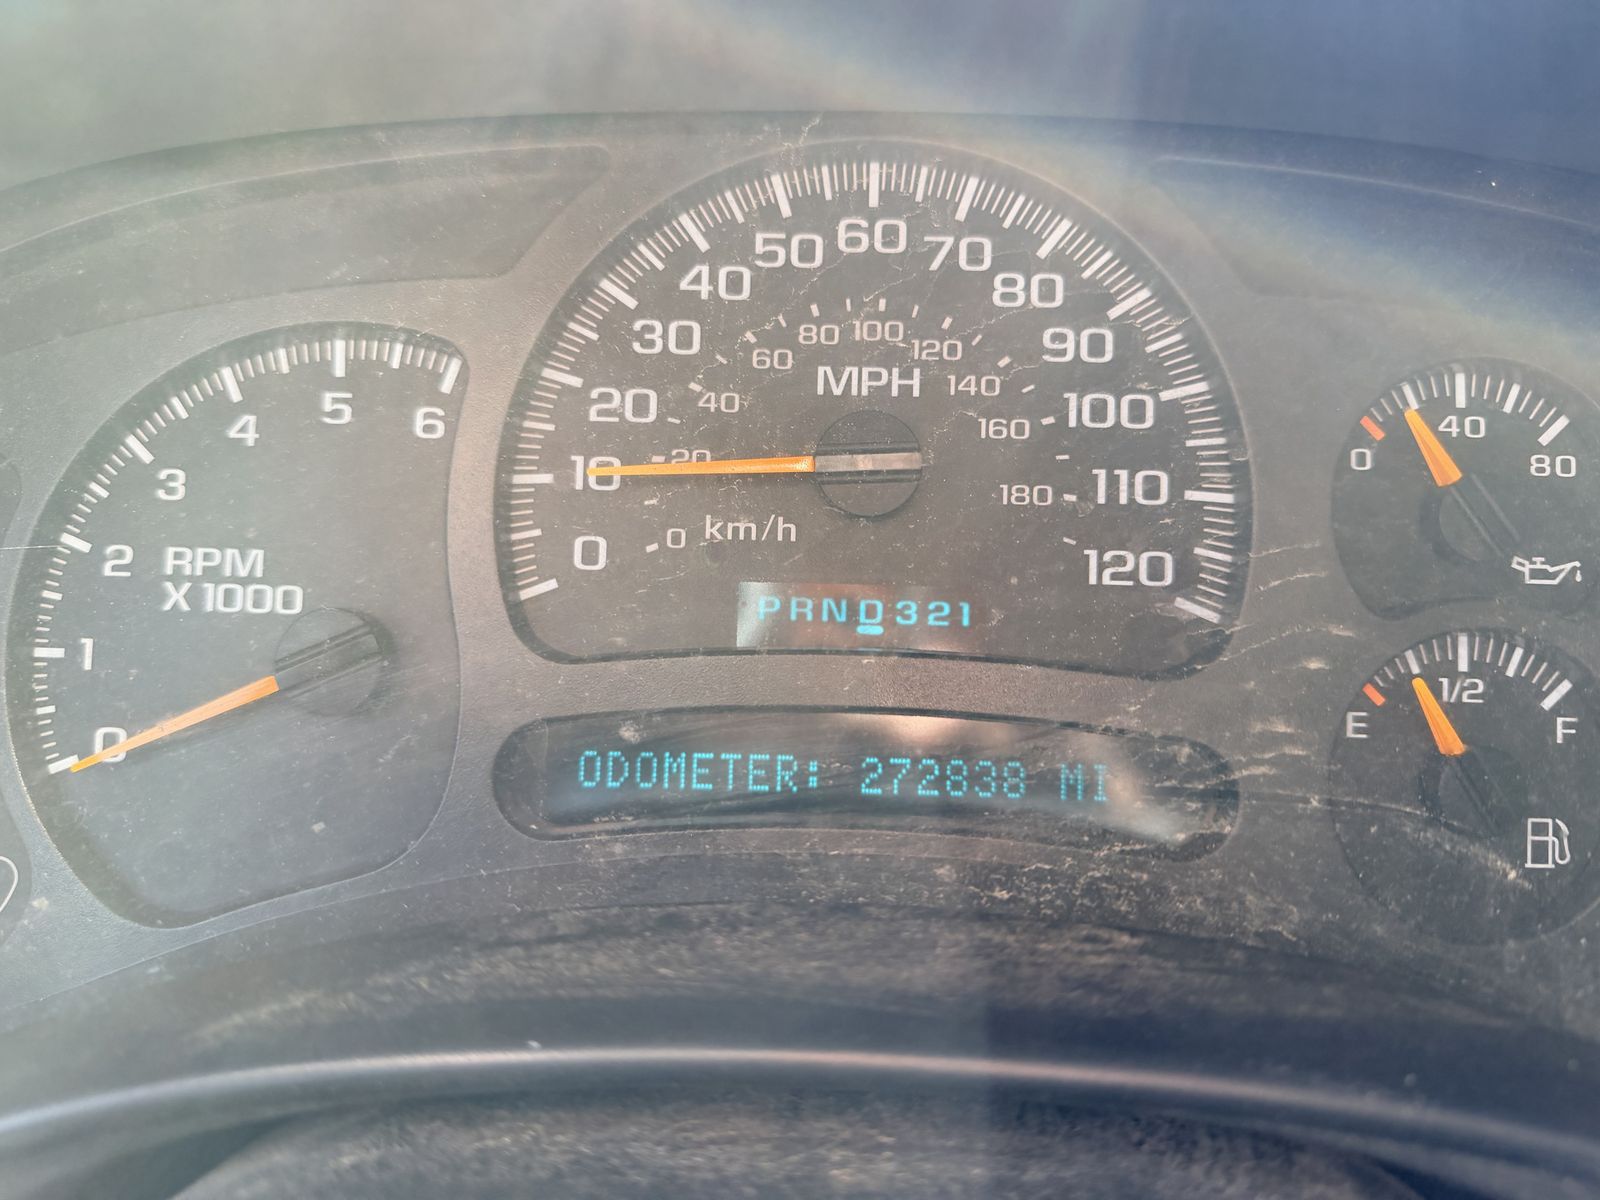 0 10 20 30 40 50 60 70 80 90 100 110 120
0 20 40 60 80 100 120 140 160 180
MPH
km/h
PRND321
0 1 2 3 4 5 6
RPM
X1000
ODOMETER: 272838 MI
0 40 80
E 1/2 F